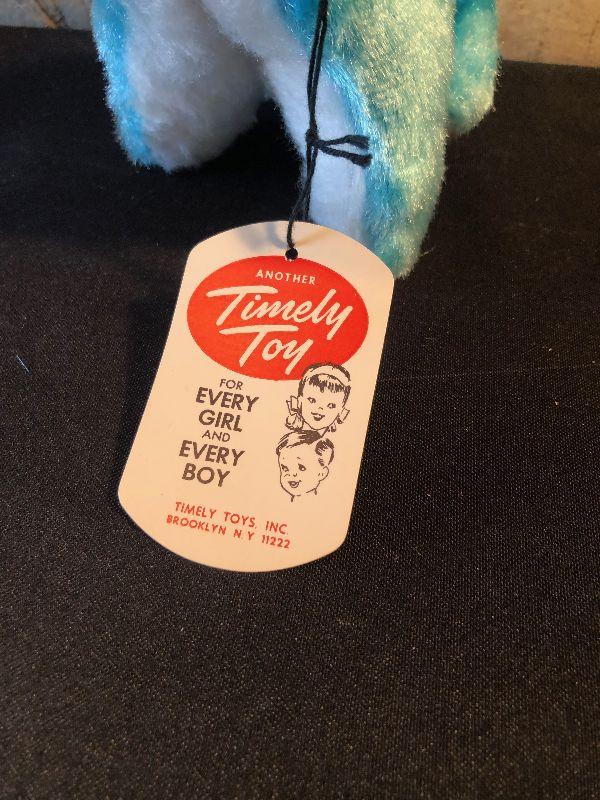 ANOTHER
Timely
Toy
FOR
EVERY
GIRL
AND
EVERY
BOY
TIMELY TOYS, INC.
BROOKLYN N.Y 11222